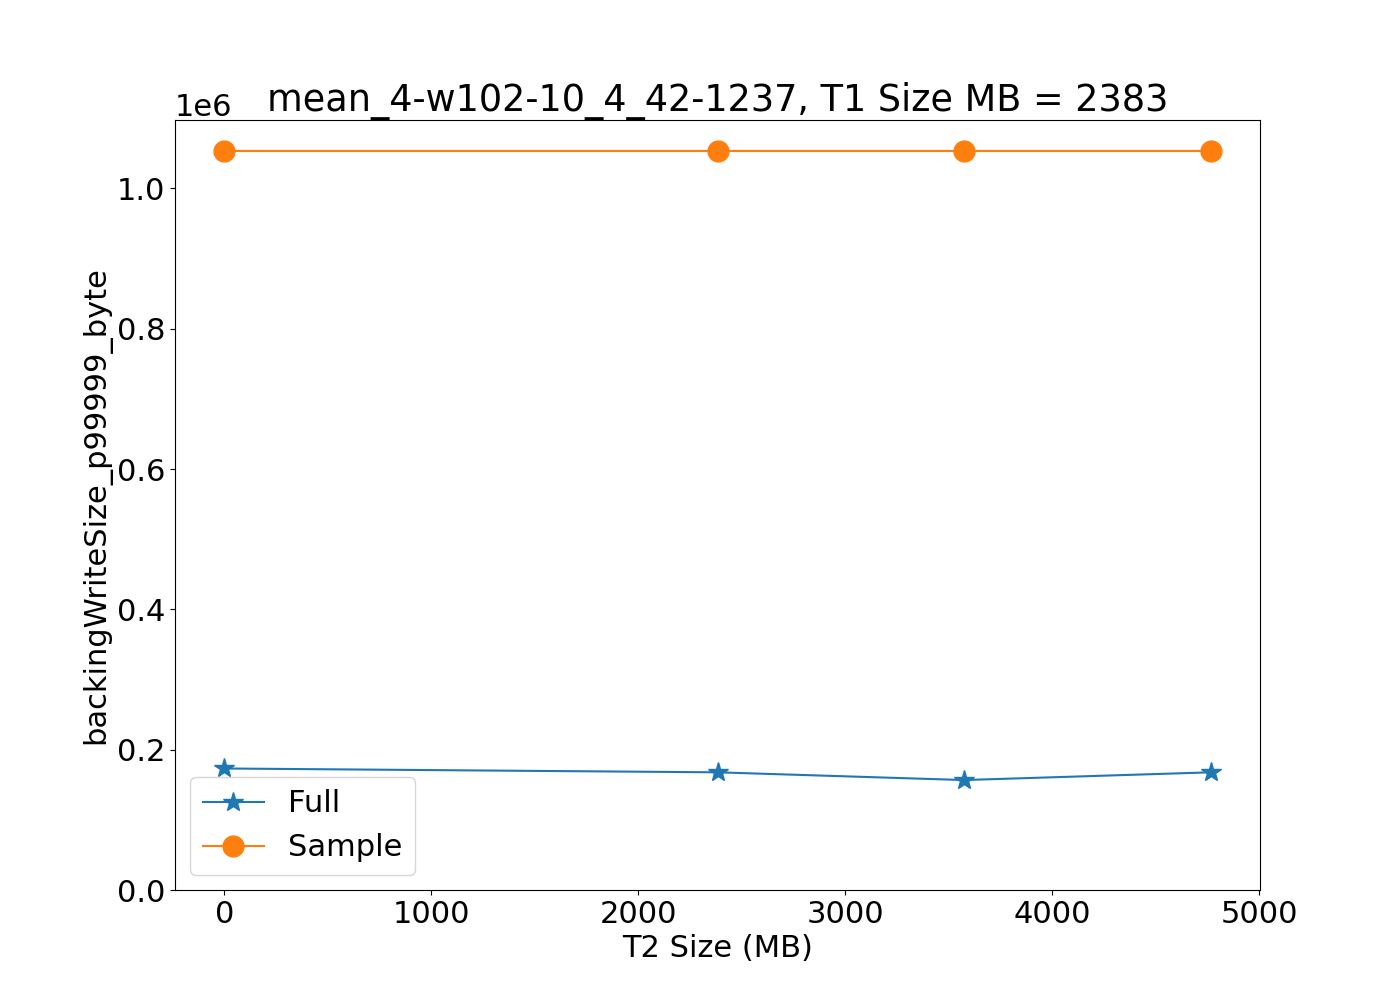 mean_4-w102-10_4_42-1237, T1 Size MB = 2383
1e6
1.0
0.8
0.6
0.4
0.2
0.0
backingWriteSize_p99999_byte
Full
Sample
0 1000 2000 3000 4000 5000
T2 Size (MB)